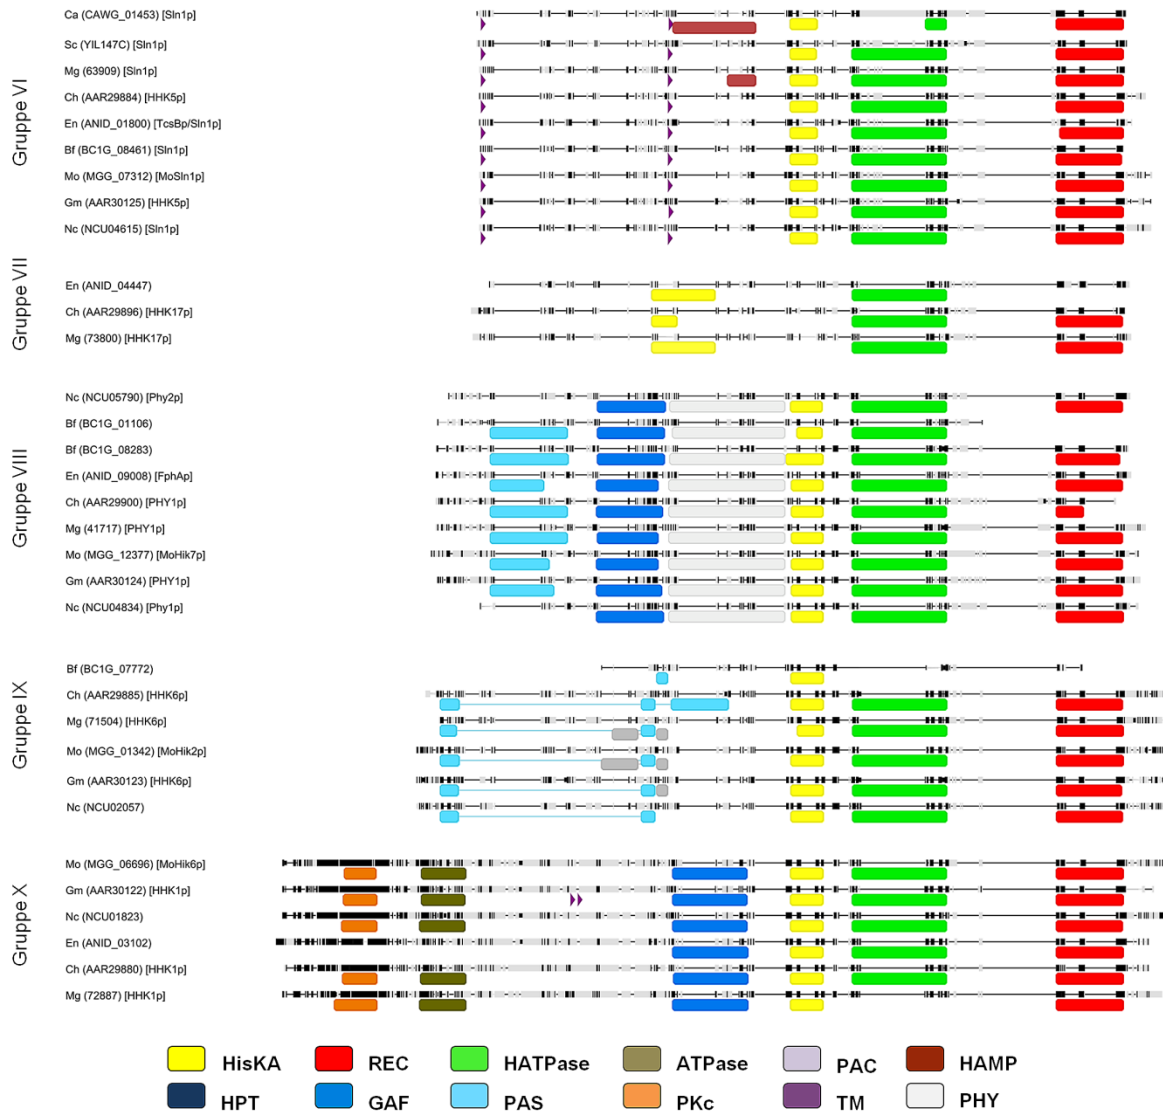 Gruppe VI
Ca (CAWG_01453) [Sln1p]
Sc (YIL147C) [Sln1p]
Mg (63909) [Sln1p]
Ch (AAR29884) [HHK5p]
En (ANID_01800) [TcsBp/Sln1p]
Bf (BC1G_08461) [Sln1p]
Mo (MGG_07312) [MoSln1p]
Gm (AAR30125) [HHK5p]
Nc (NCU04615) [Sln1p]
Gruppe VII
En (ANID_04447)
Ch (AAR29896) [HHK17p]
Mg (73800) [HHK17p]
Gruppe VIII
Nc (NCU05790) [Phy2p]
Bf (BC1G_01106)
Bf (BC1G_08283)
En (ANID_09008) [FphAp]
Ch (AAR29900) [PHY1p]
Mg (41717) [PHY1p]
Mo (MGG_12377) [MoHik7p]
Gm (AAR30124) [PHY1p]
Nc (NCU04834) [Phy1p]
Gruppe IX
Bf (BC1G_07772)
Ch (AAR29885) [HHK6p]
Mg (71504) [HHK6p]
Mo (MGG_01342) [MoHik2p]
Gm (AAR30123) [HHK6p]
Nc (NCU02057)
Gruppe X
Mo (MGG_06696) [MoHik6p]
Gm (AAR30122) [HHK1p]
Nc (NCU01823)
En (ANID_03102)
Ch (AAR29880) [HHK1p]
Mg (72887) [HHK1p]
HisKA REC HATPase ATPase PAC HAMP
HPT GAF PAS PKc TM PHY